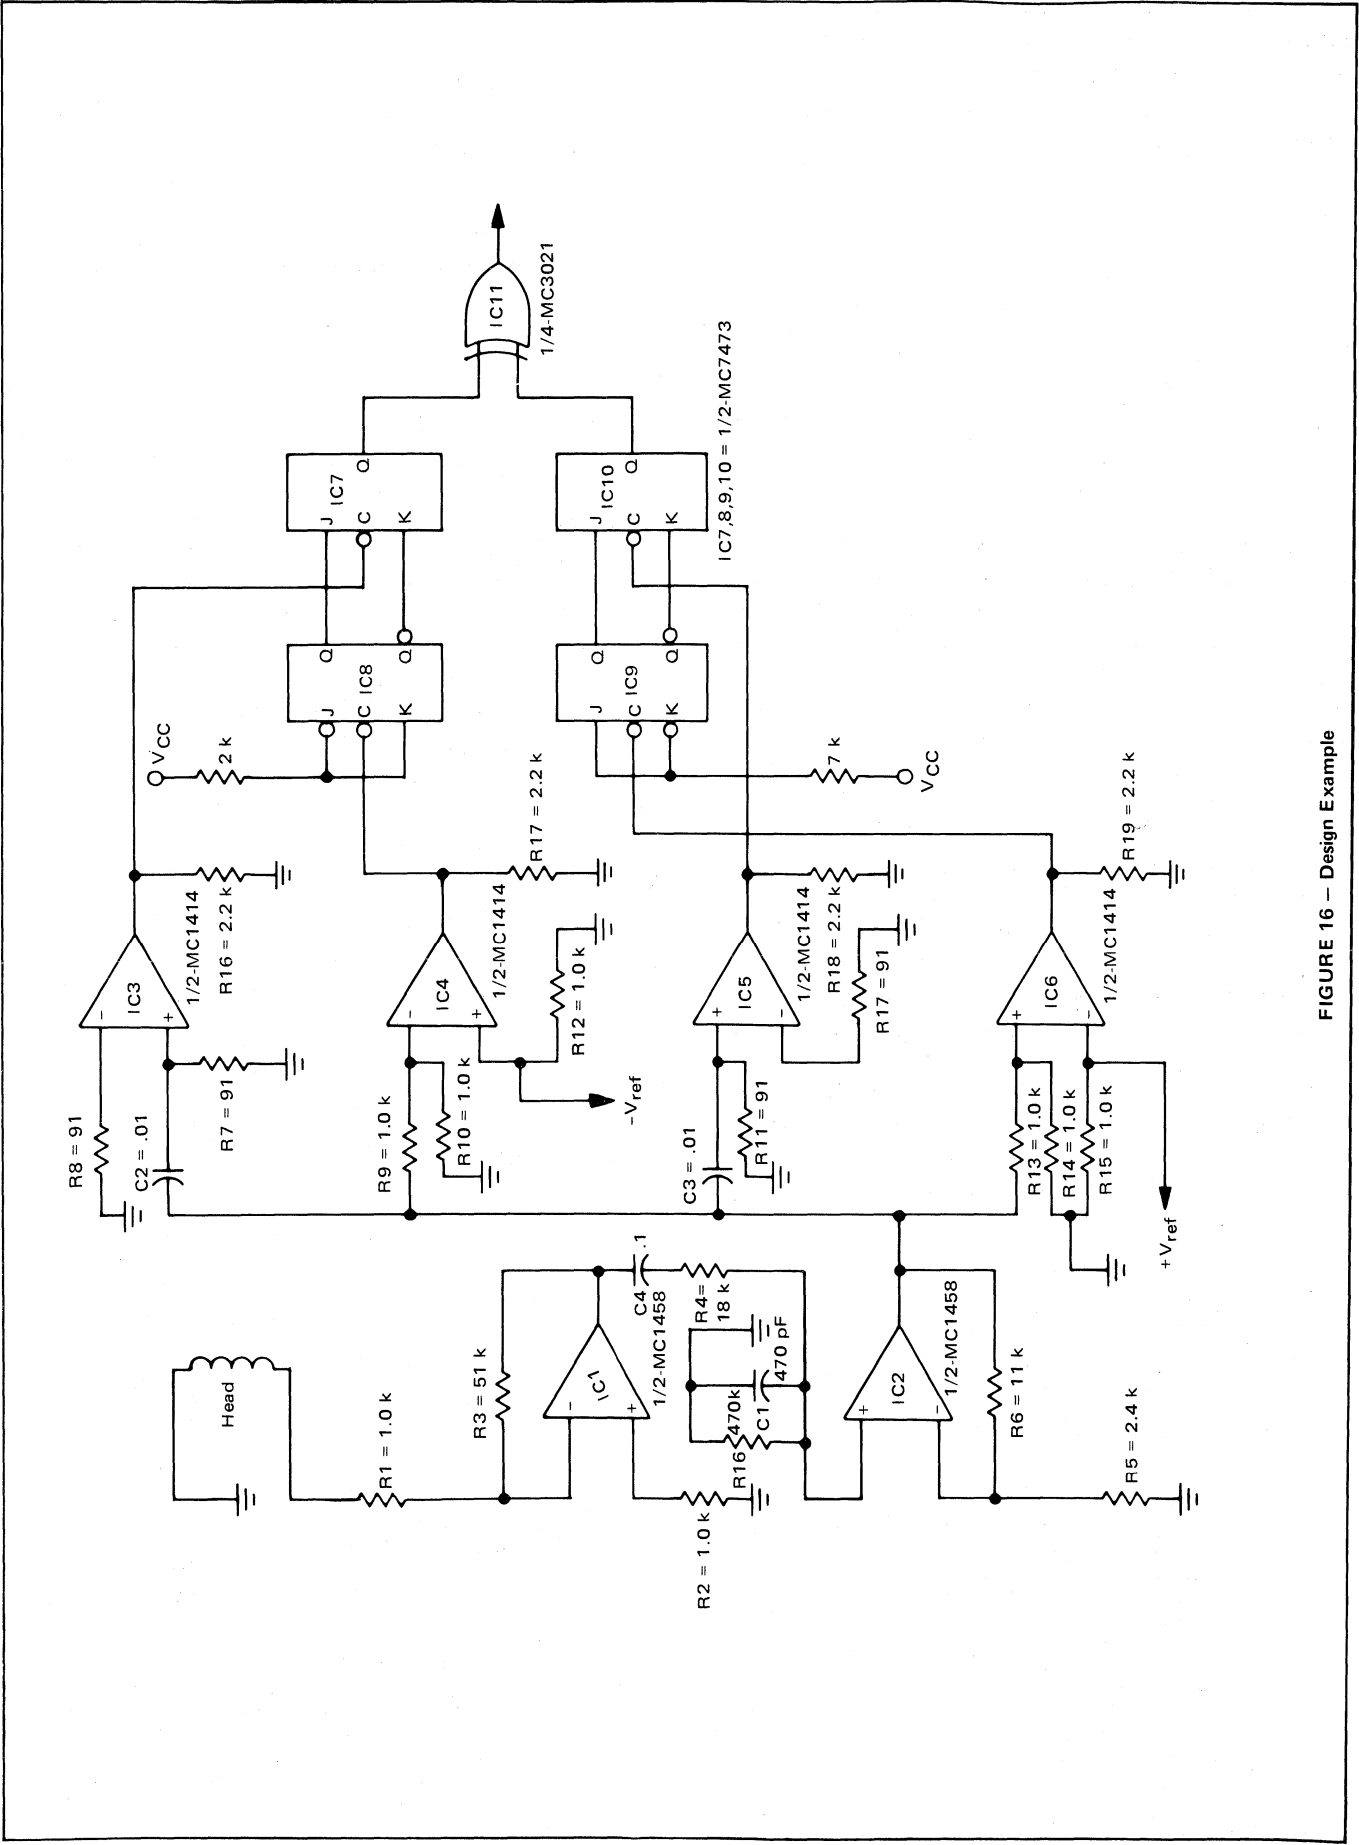 Head
R1 = 1.0 k
R3 = 51 k
IC1
-
+
1/2-MC1458
R2 = 1.0 k
C4 .1
R4=
18 k
R16
470k
C1
470 pF
IC2
+
-
1/2-MC1458
R6 = 11 k
R5 = 2.4 k
R8 = 91
C2 = .01
R7 = 91
IC3
-
+
1/2-MC1414
R16 = 2.2 k
R9 = 1.0 k
R10 = 1.0 k
IC4
-
+
1/2-MC1414
R17 = 2.2 k
R12 = 1.0 k
-Vref
C3 = .01
R11 = 91
IC5
+
-
1/2-MC1414
R18 = 2.2 k
R17 = 91
R13 = 1.0 k
R14 = 1.0 k
R15 = 1.0 k
+Vref
IC6
+
-
1/2-MC1414
R19 = 2.2 k
VCC
2 k
J
C
K
IC8
Q
Q
J
C
K
IC7
Q
J
C
K
IC9
Q
Q
7 k
VCC
J
C
K
IC10
Q
IC7,8,9,10 = 1/2-MC7473
IC11
1/4-MC3021
FIGURE 16 — Design Example